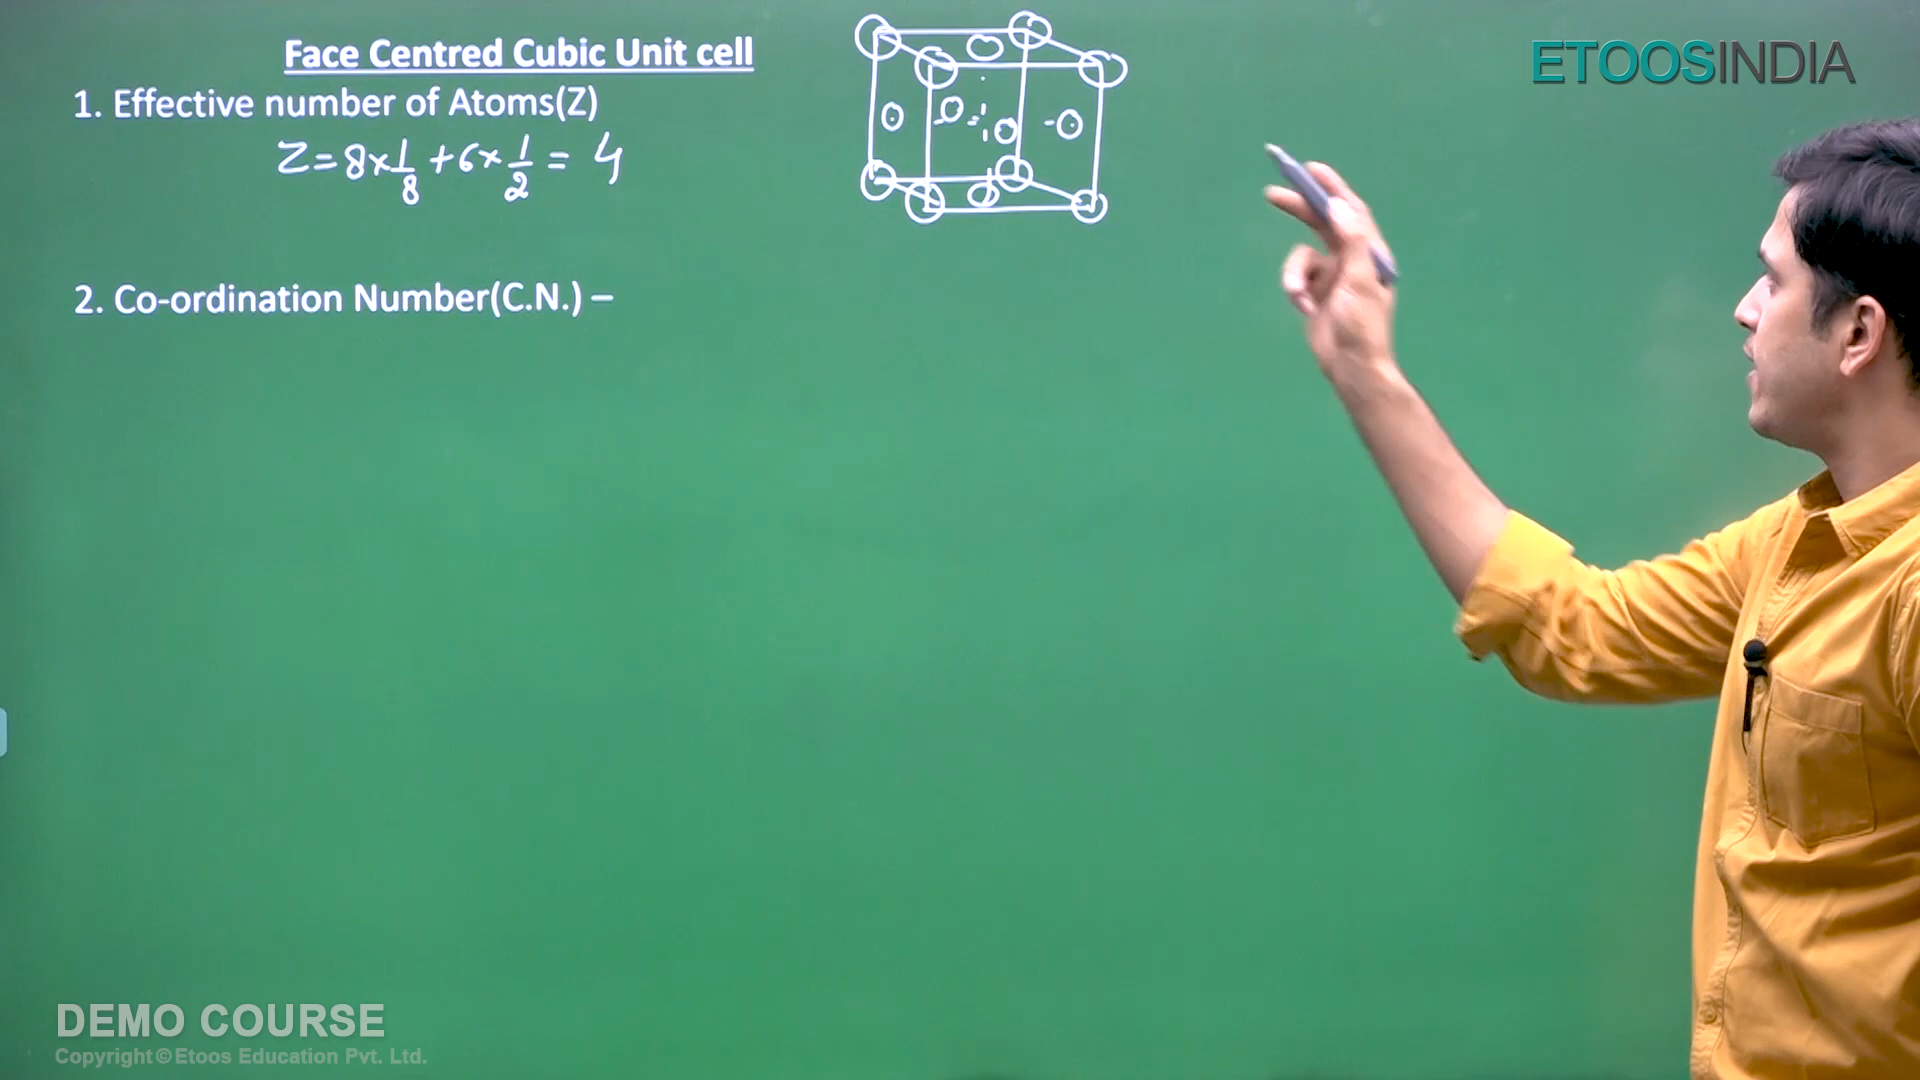 Face Centred Cubic Unit cell
ETOOSINDIA
1. Effective number of Atoms(Z)
Z = 8 × 1/8 + 6 × 1/2 = 4
2. Co-ordination Number(C.N.) –
DEMO COURSE
Copyright © Etoos Education Pvt. Ltd.